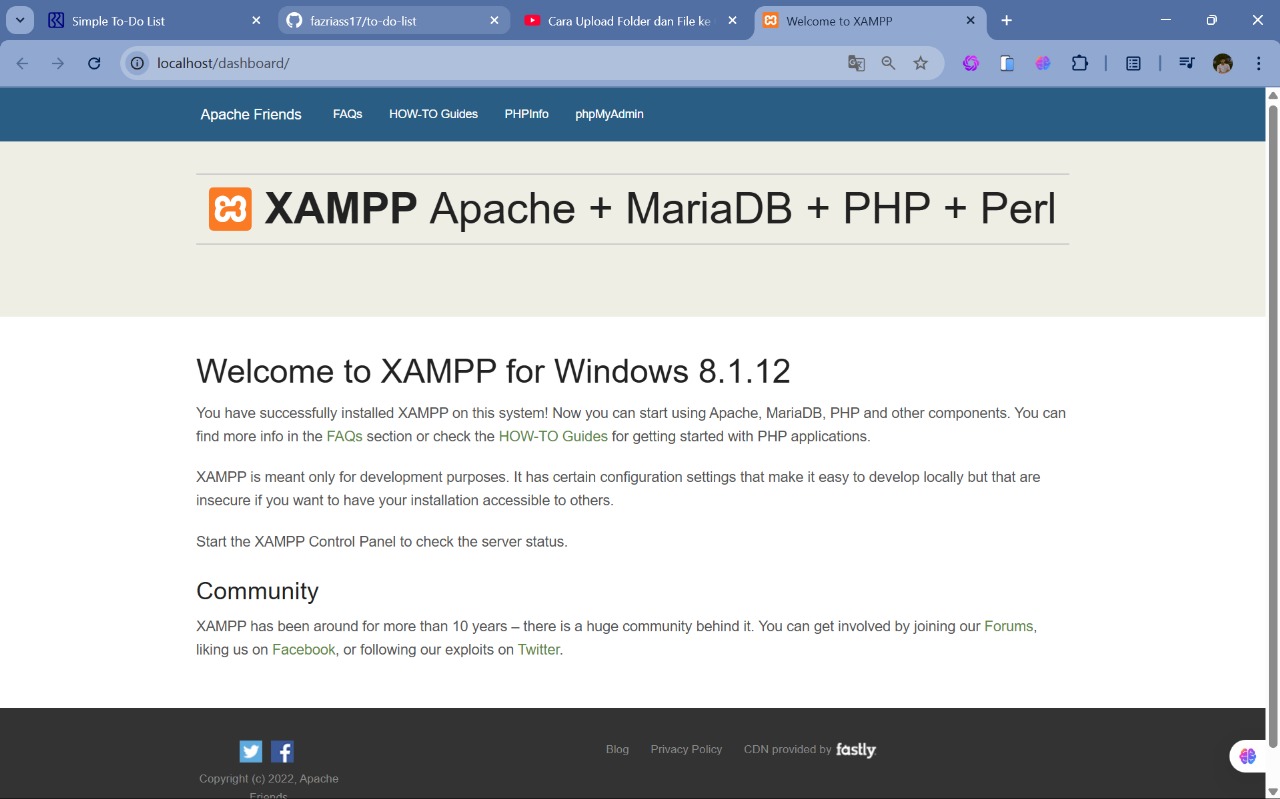 Simple To-Do List
fazriass17/to-do-list
Cara Upload Folder dan File ke
Welcome to XAMPP
localhost/dashboard/
Apache Friends FAQs HOW-TO Guides PHPInfo phpMyAdmin
XAMPP Apache + MariaDB + PHP + Perl
Welcome to XAMPP for Windows 8.1.12
You have successfully installed XAMPP on this system! Now you can start using Apache, MariaDB, PHP and other components. You can
find more info in the FAQs section or check the HOW-TO Guides for getting started with PHP applications.
XAMPP is meant only for development purposes. It has certain configuration settings that make it easy to develop locally but that are
insecure if you want to have your installation accessible to others.
Start the XAMPP Control Panel to check the server status.
Community
XAMPP has been around for more than 10 years – there is a huge community behind it. You can get involved by joining our Forums,
liking us on Facebook, or following our exploits on Twitter.
Blog Privacy Policy CDN provided by fastly
Copyright (c) 2022, Apache
Friends